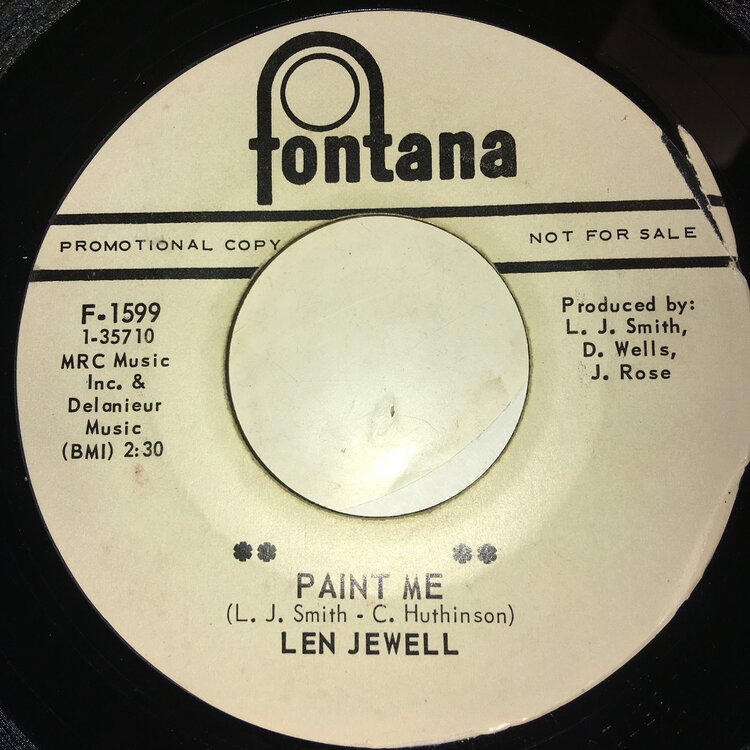 fontana
PROMOTIONAL COPY
NOT FOR SALE
F-1599
1-35710
MRC Music
Inc. &
Delanieur
Music
(BMI) 2:30
Produced by:
L. J. Smith,
D. Wells,
J. Rose
PAINT ME
(L. J. Smith - C. Huthinson)
LEN JEWELL